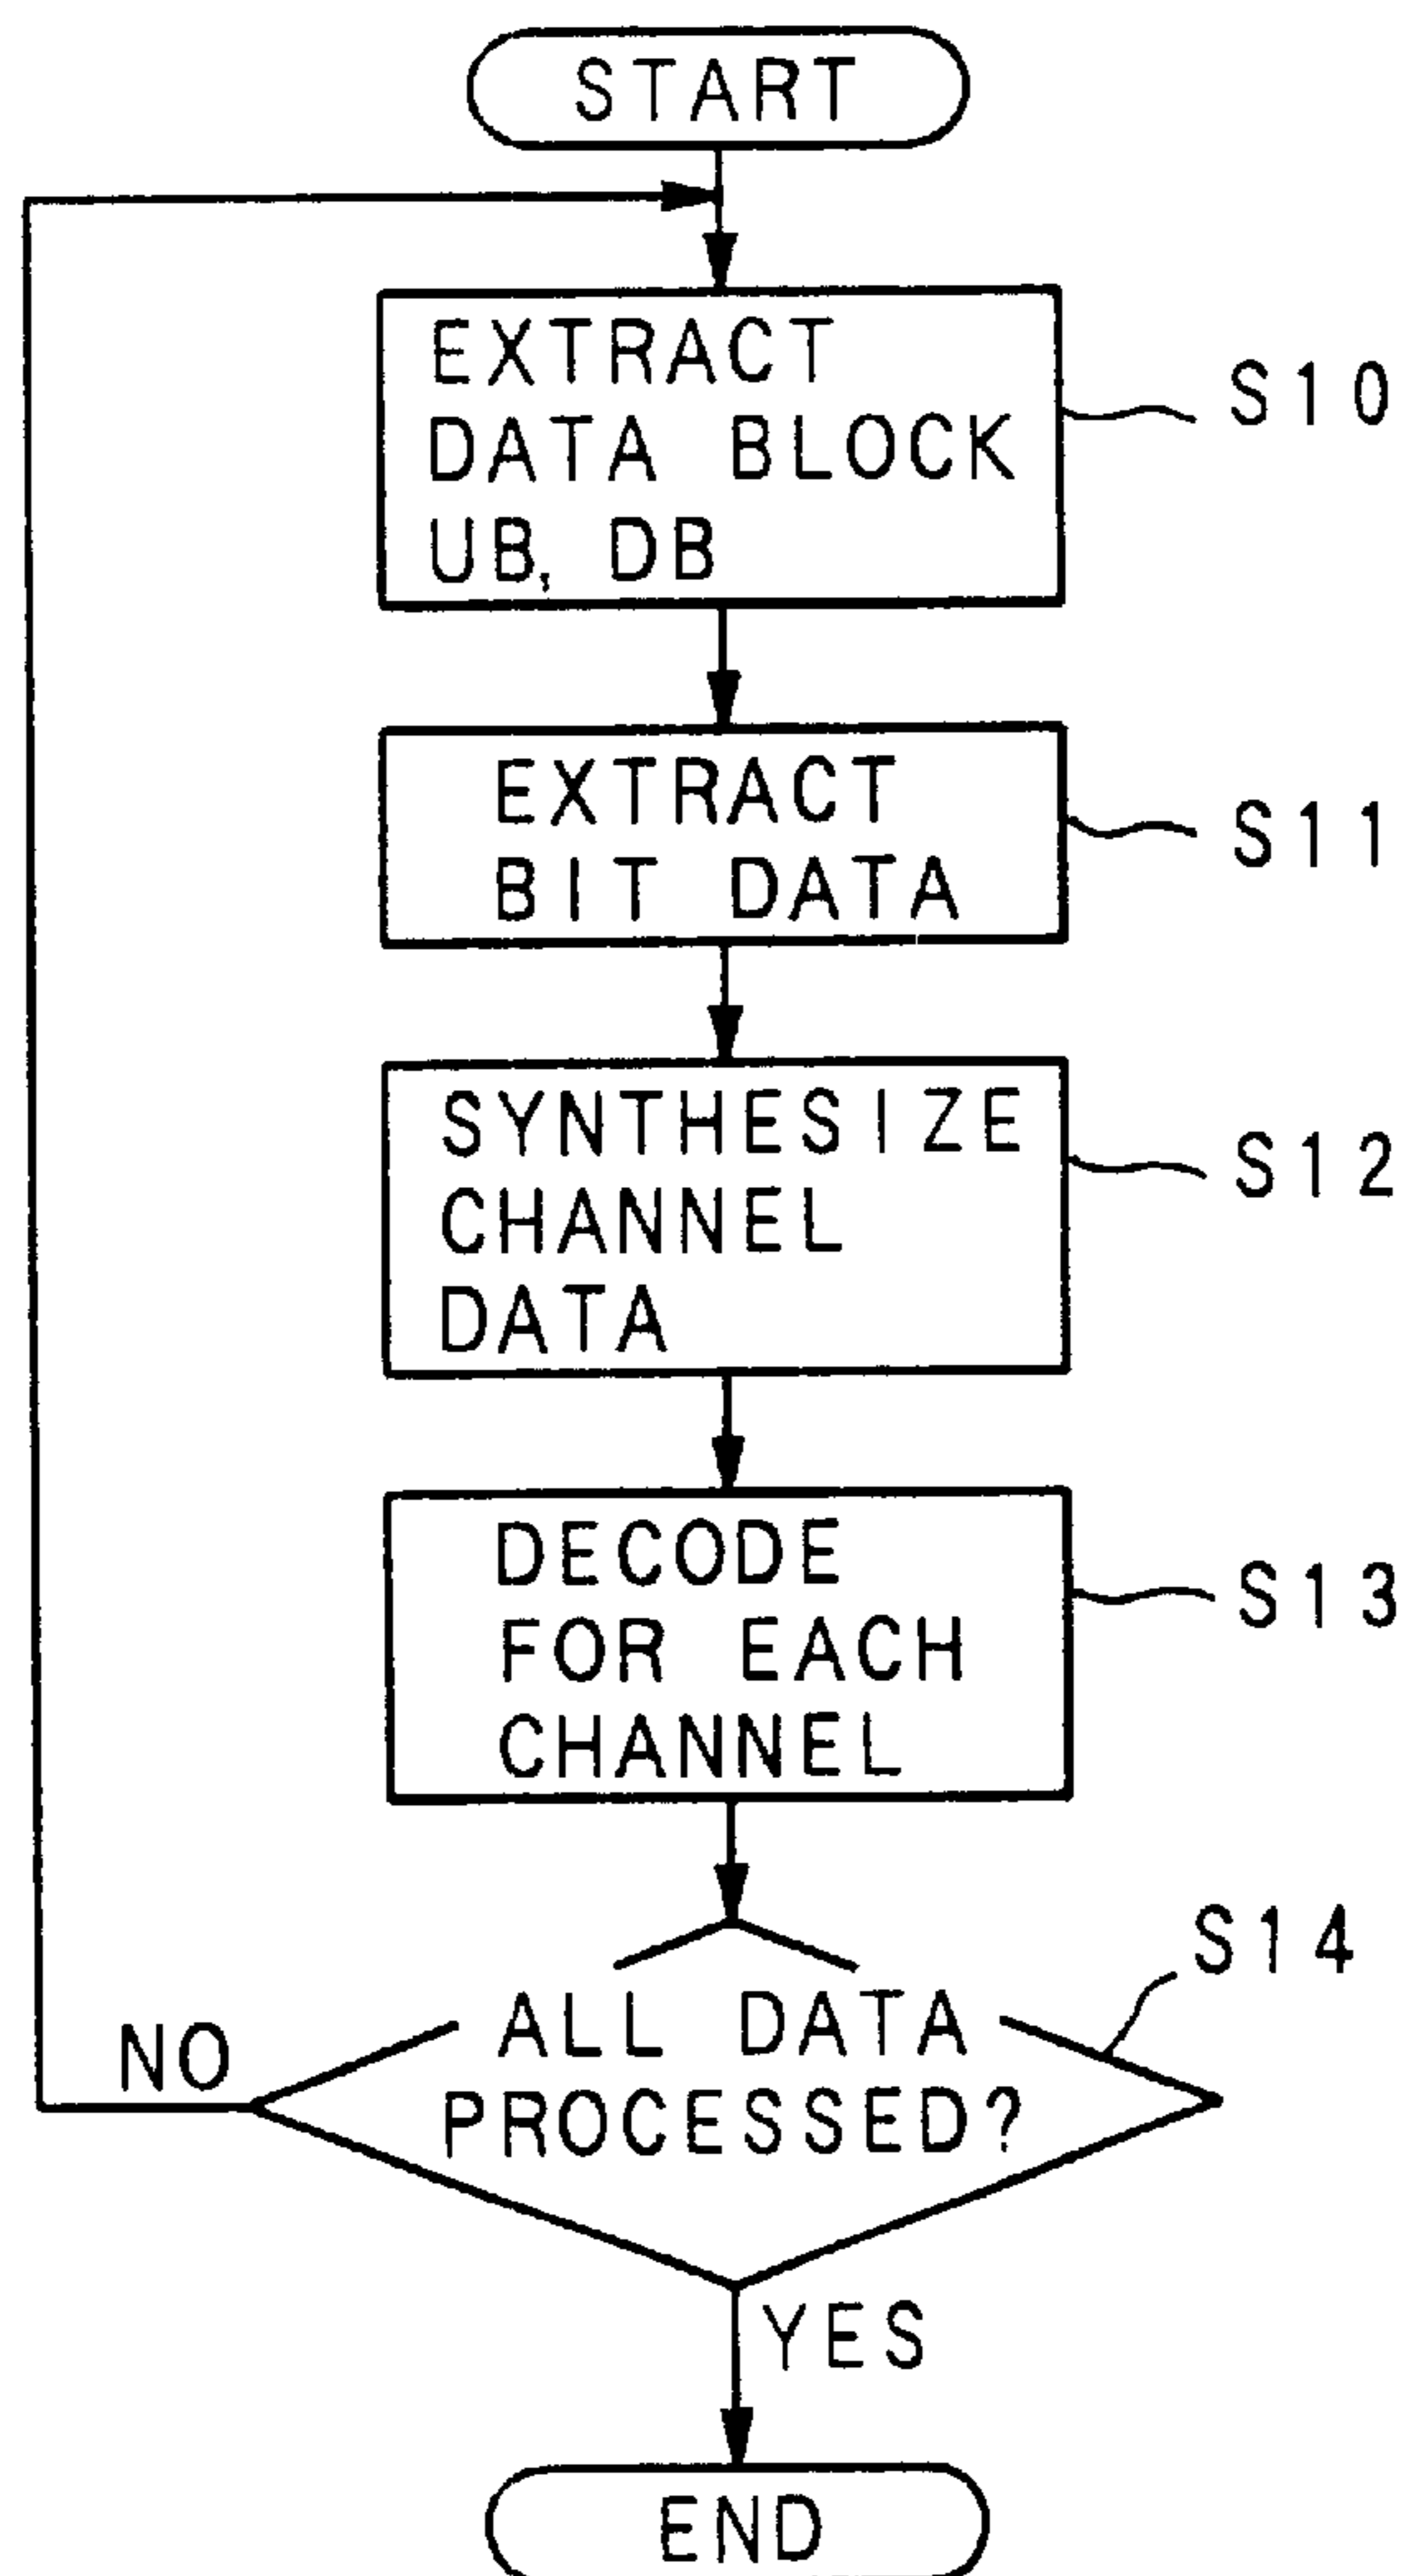 START
EXTRACT
DATA BLOCK
UB, DB
S10
EXTRACT
BIT DATA
S11
SYNTHESIZE
CHANNEL
DATA
S12
DECODE
FOR EACH
CHANNEL
S13
S14
ALL DATA
PROCESSED?
NO
YES
END